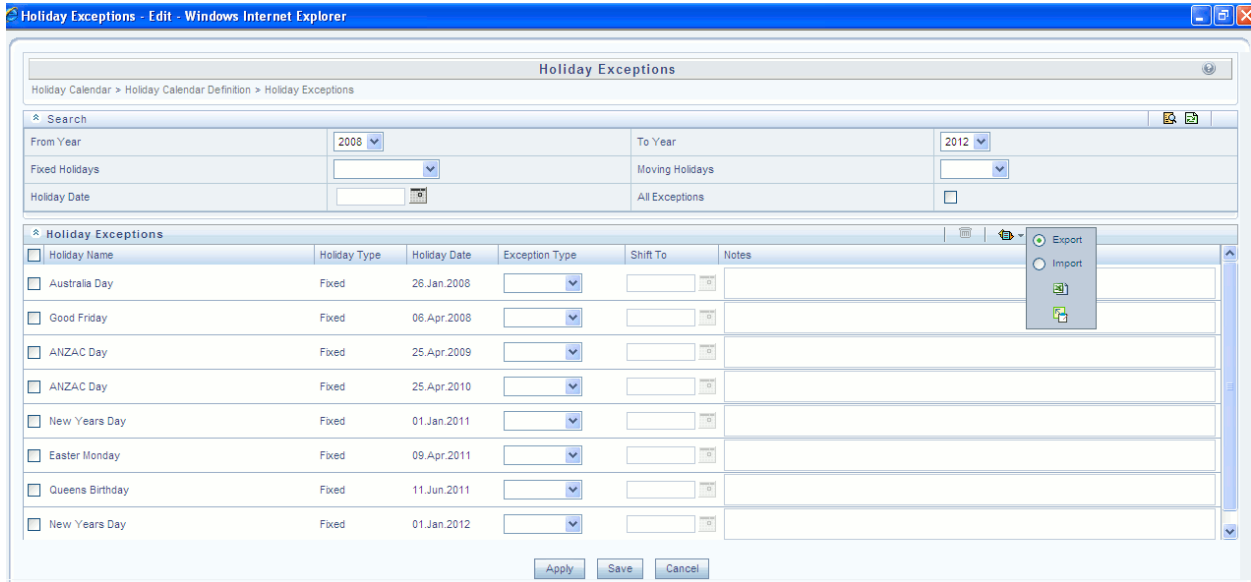 Holiday Exceptions - Edit - Windows Internet Explorer
Holiday Exceptions
Holiday Calendar > Holiday Calendar Definition > Holiday Exceptions
Search
From Year 2008 To Year 2012
Fixed Holidays Moving Holidays
Holiday Date All Exceptions
Holiday Exceptions
Export
Import
Holiday Name Holiday Type Holiday Date Exception Type Shift To Notes
Australia Day Fixed 26.Jan.2008
Good Friday Fixed 06.Apr.2008
ANZAC Day Fixed 25.Apr.2009
ANZAC Day Fixed 25.Apr.2010
New Years Day Fixed 01.Jan.2011
Easter Monday Fixed 09.Apr.2011
Queens Birthday Fixed 11.Jun.2011
New Years Day Fixed 01.Jan.2012
Apply Save Cancel